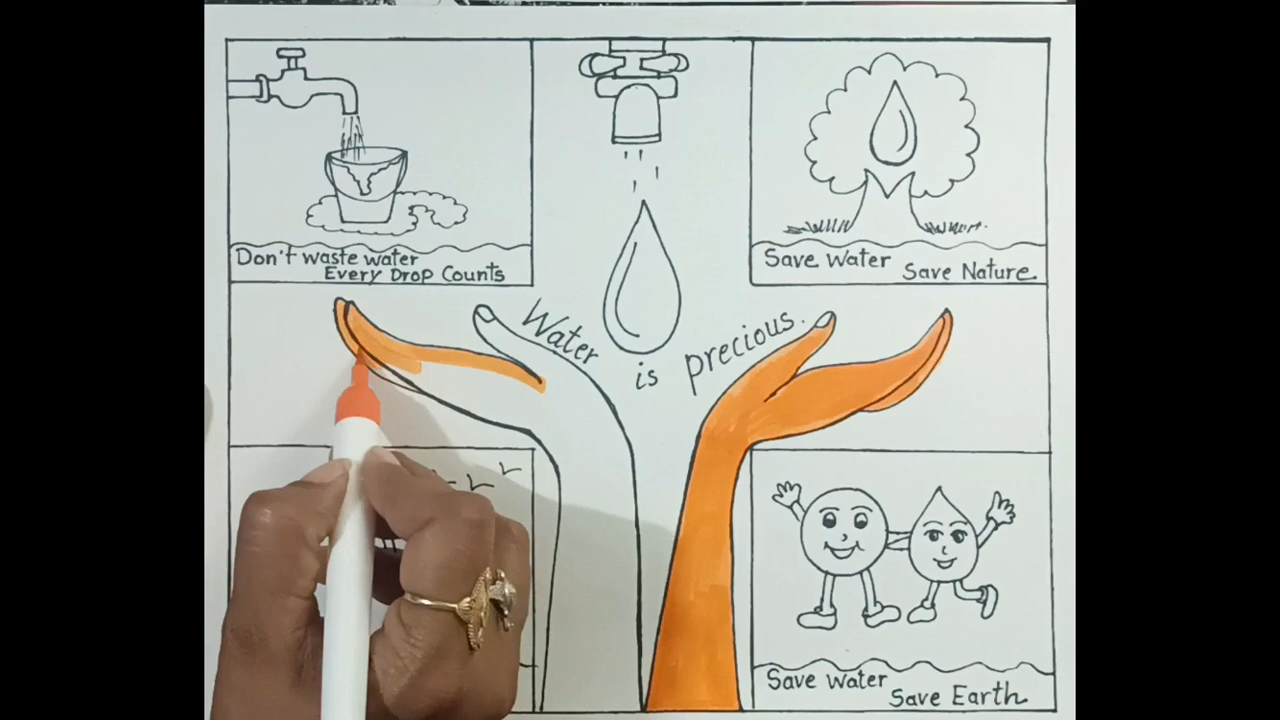 Don't waste water
Every Drop Counts
Save Water
Save Nature
Water is precious.
Save Water
Save Earth